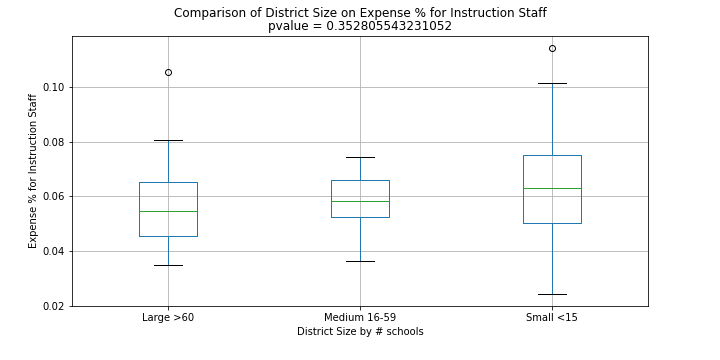 Comparison of District Size on Expense % for Instruction Staff
pvalue = 0.352805543231052
Expense % for Instruction Staff
0.10
0.08
0.06
0.04
0.02
Large >60
Medium 16-59
Small <15
District Size by # schools